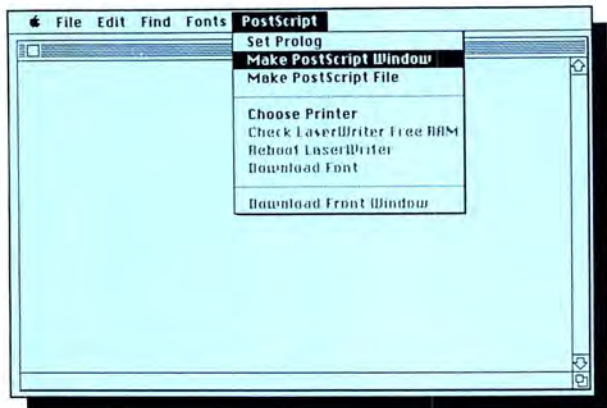 File Edit Find Fonts PostScript
Set Prolog
Make PostScript Window
Make PostScript File
Choose Printer
Check LaserWriter Free RAM
Reboot LaserWriter
Download Font
Download Front Window